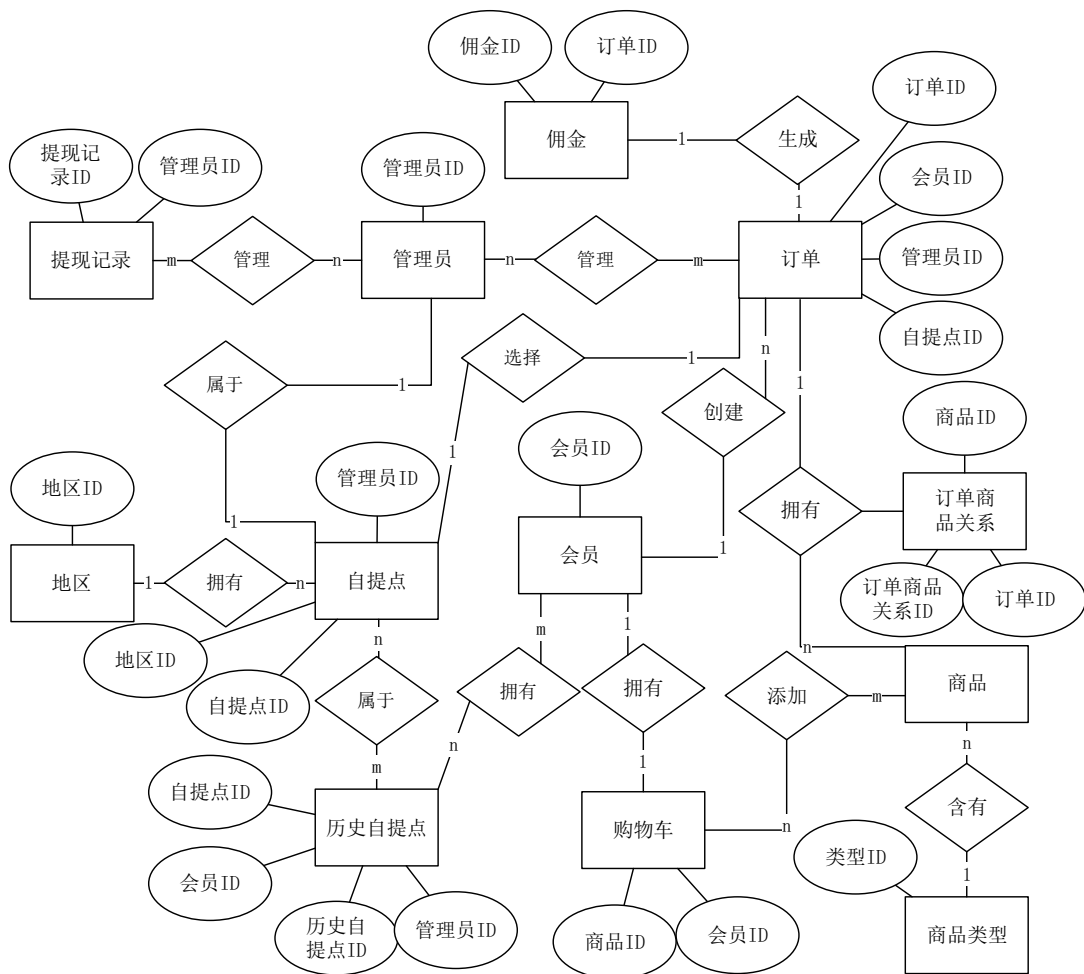 佣金ID
订单ID
订单ID
佣金
1
生成
1
提现记
录ID
管理员ID
管理员ID
会员ID
提现记录
m
管理
n
管理员
n
管理
m
订单
管理员ID
自提点ID
属于
1
选择
1
n
1
创建
商品ID
会员ID
1
地区ID
管理员ID
拥有
订单商
品关系
1
1
会员
1
地区
1
拥有
n
自提点
订单商品
关系ID
订单ID
地区ID
n
m
1
n
自提点ID
属于
拥有
拥有
添加
m
商品
n
n
m
1
自提点ID
历史自提点
购物车
n
含有
类型ID
1
会员ID
历史自
提点ID
管理员ID
商品ID
会员ID
商品类型